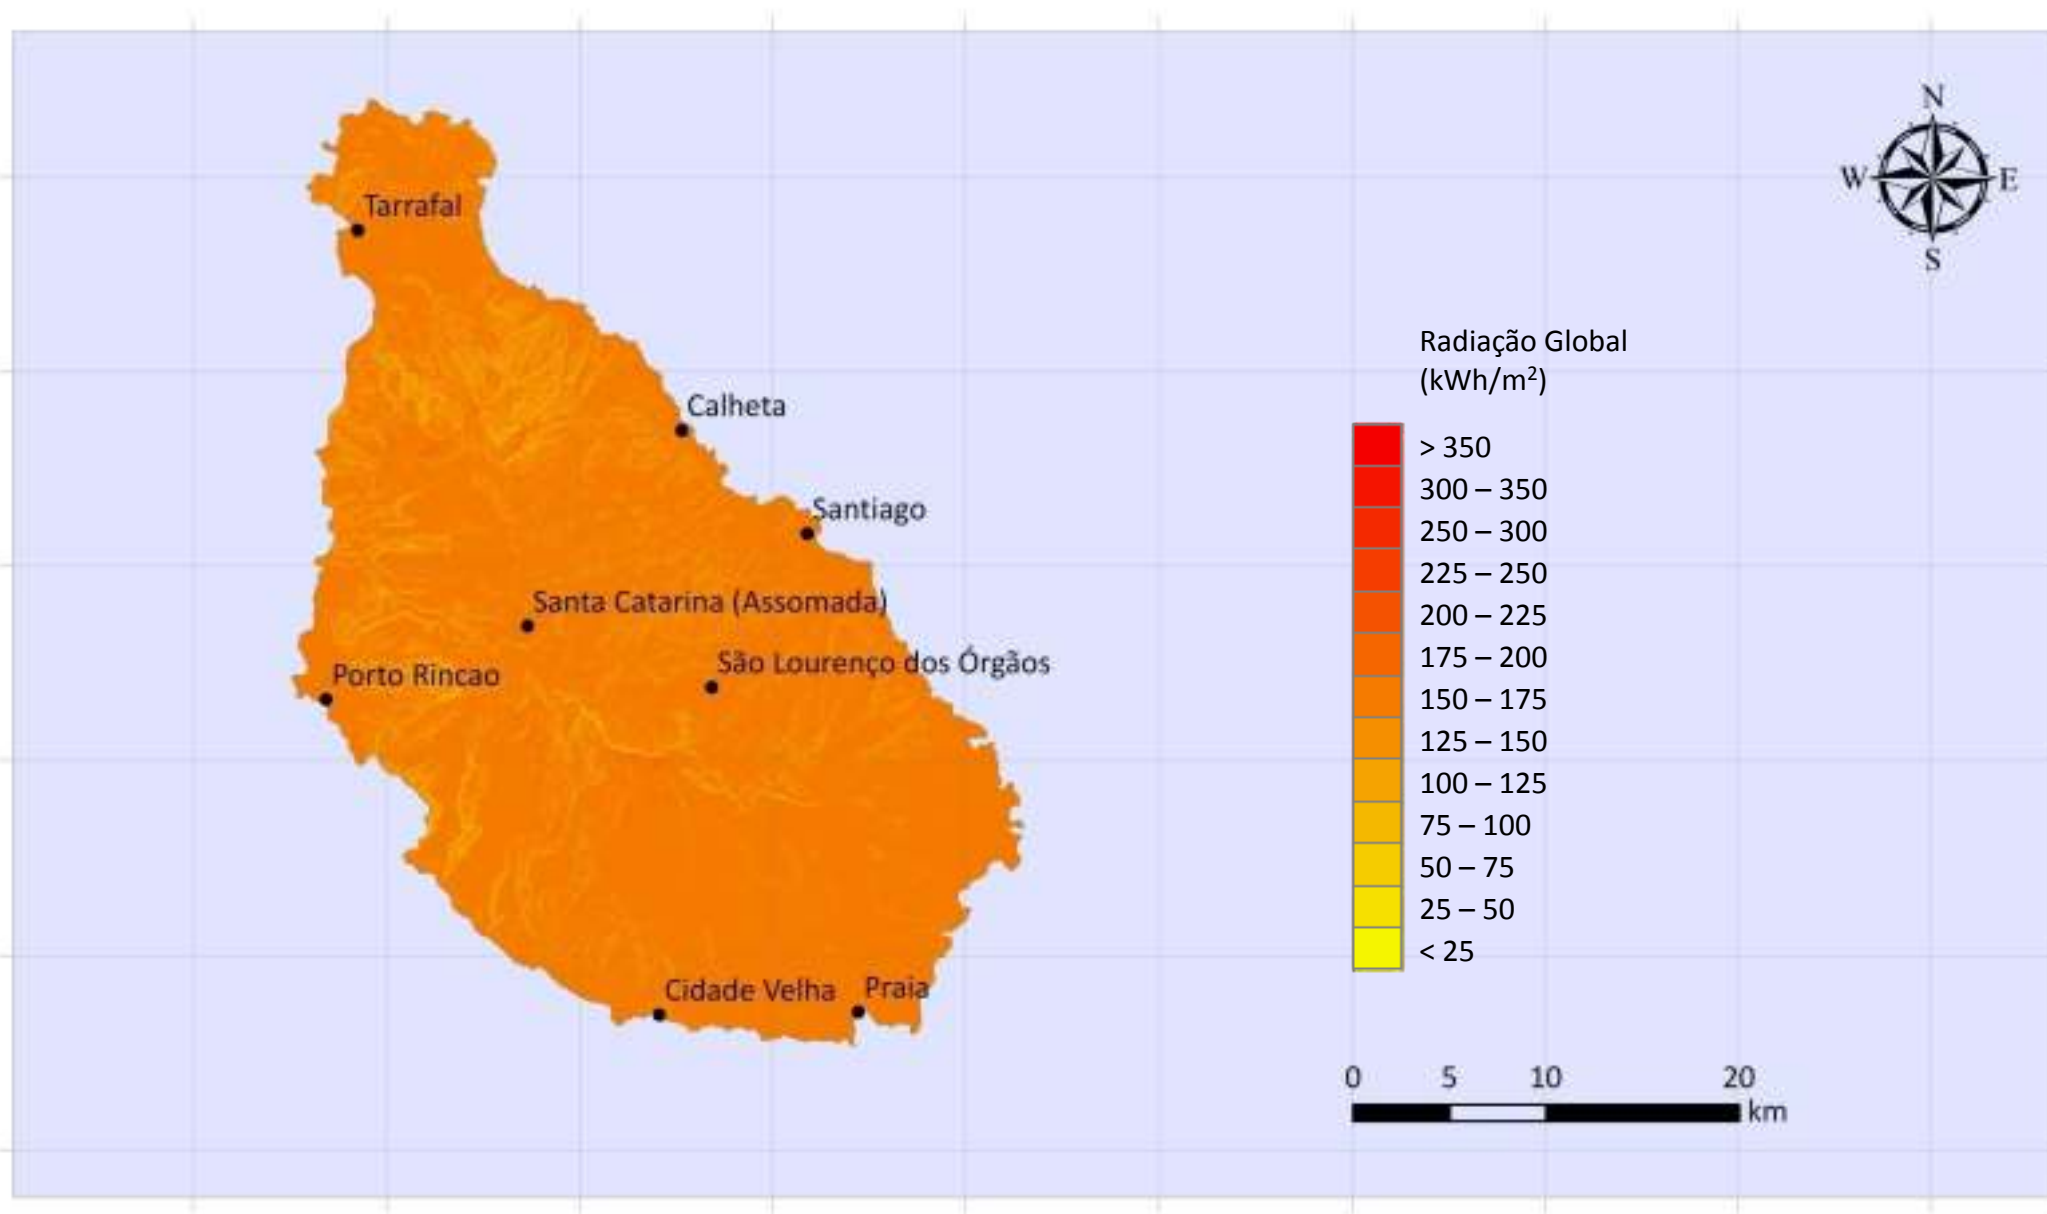 N
W
E
S
Tarrafal
Calheta
Santiago
Santa Catarina (Assomada)
São Lourenço dos Órgãos
Porto Rincao
Cidade Velha
Praia
Radiação Global
(kWh/m²)
> 350
300 – 350
250 – 300
225 – 250
200 – 225
175 – 200
150 – 175
125 – 150
100 – 125
75 – 100
50 – 75
25 – 50
< 25
0 5 10 20
km